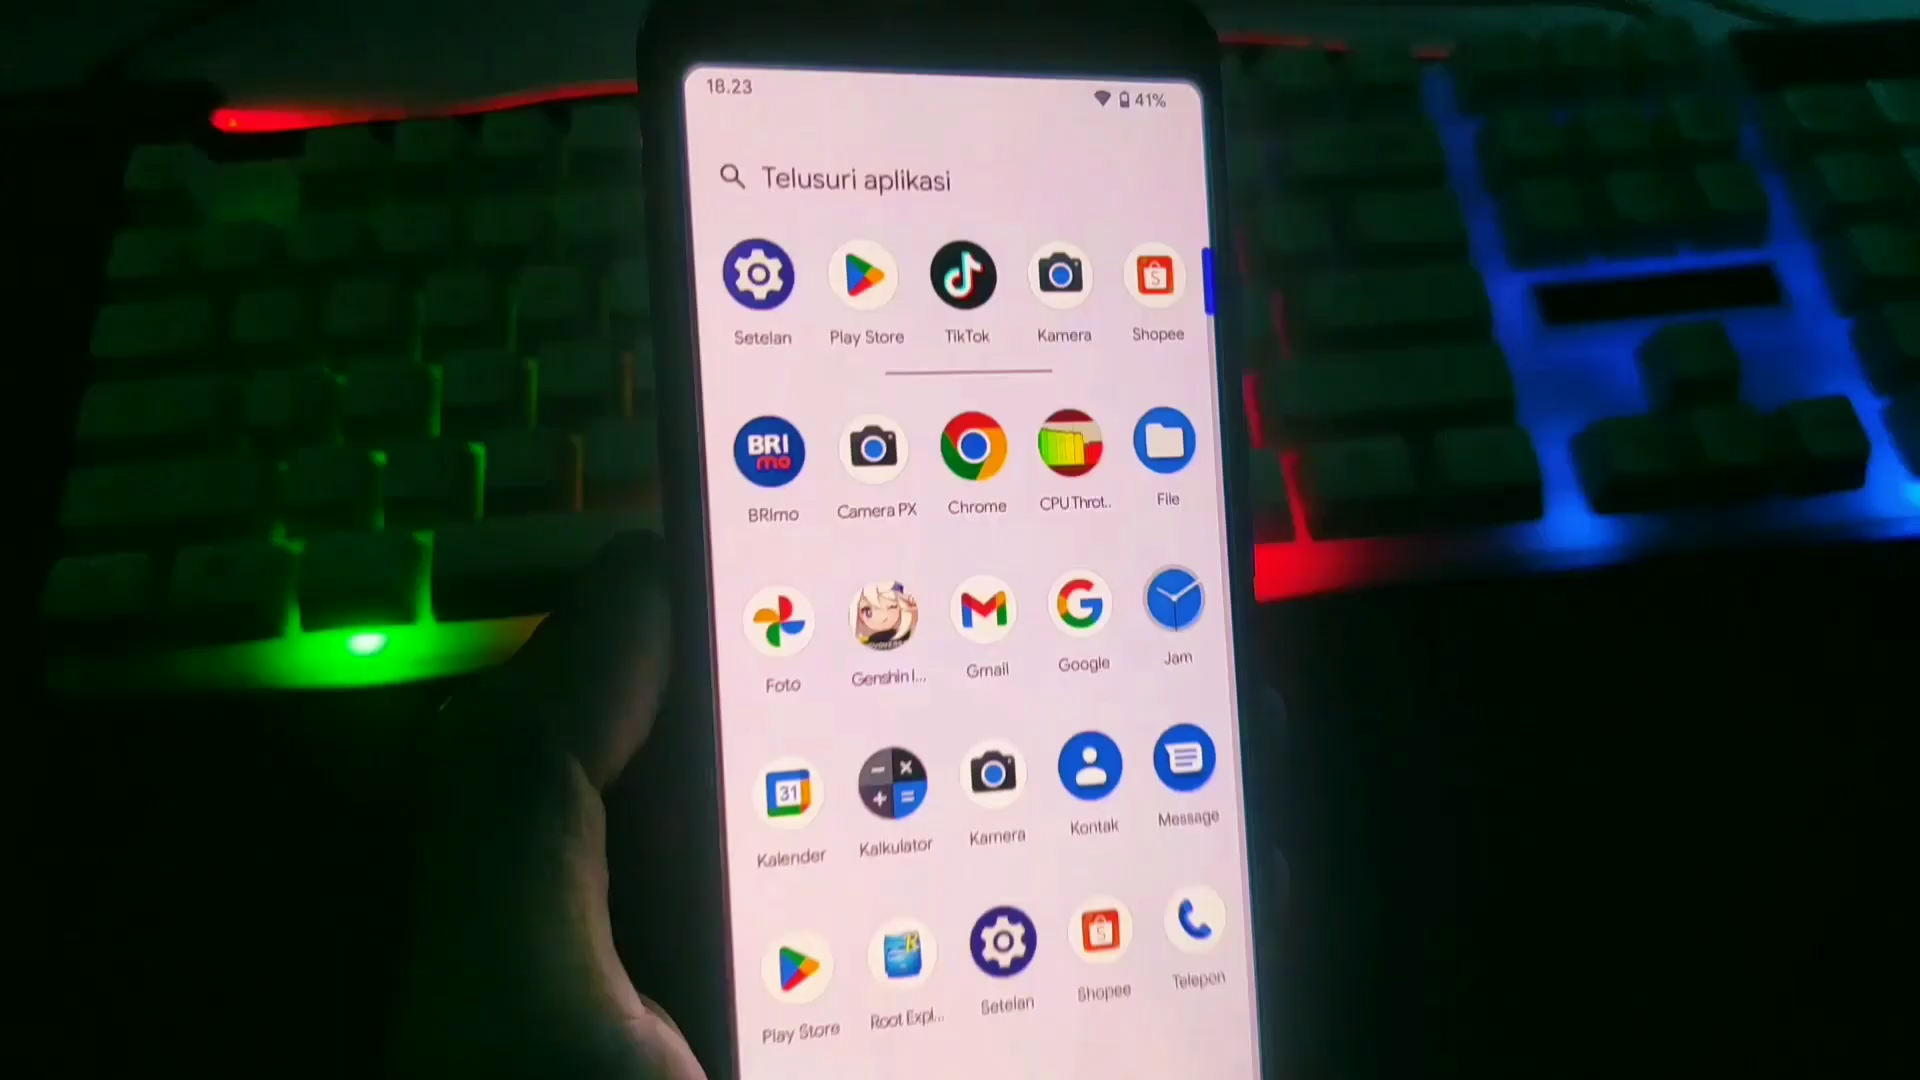 18.23
41%
Telusuri aplikasi
Setelan Play Store TikTok Kamera Shopee
BRI
mo
BRImo Camera PX Chrome CPU Throt.. File
Foto Genshin I... Gmail Google Jam
31
Kalender Kalkulator Kamera Kontak Message
Play Store Root Expl... Setelan Shopee Telepon